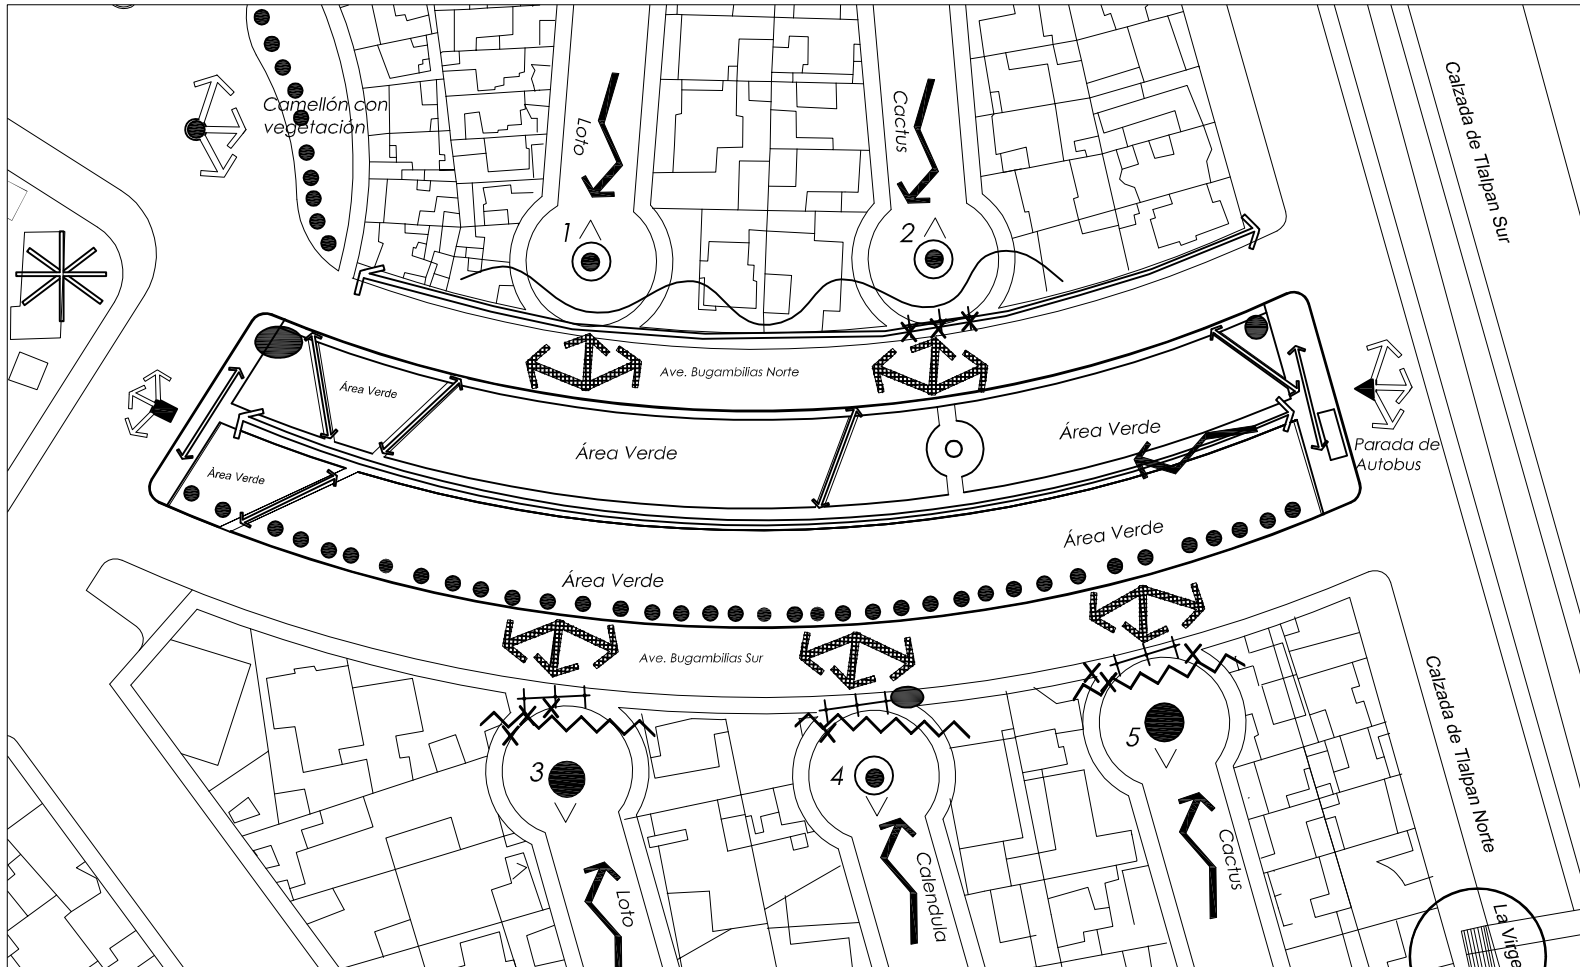 Camellón con
vegetación
Loto
Cactus
Calzada de Tlalpan Sur
1
2
Ave. Bugambilias Norte
Área Verde
Área Verde
Área Verde
Parada de
Autobus
Área Verde
Área Verde
Área Verde
Ave. Bugambilias Sur
3
4
5
Calzada de Tlalpan Norte
Loto
Calendula
Cactus
La Virge